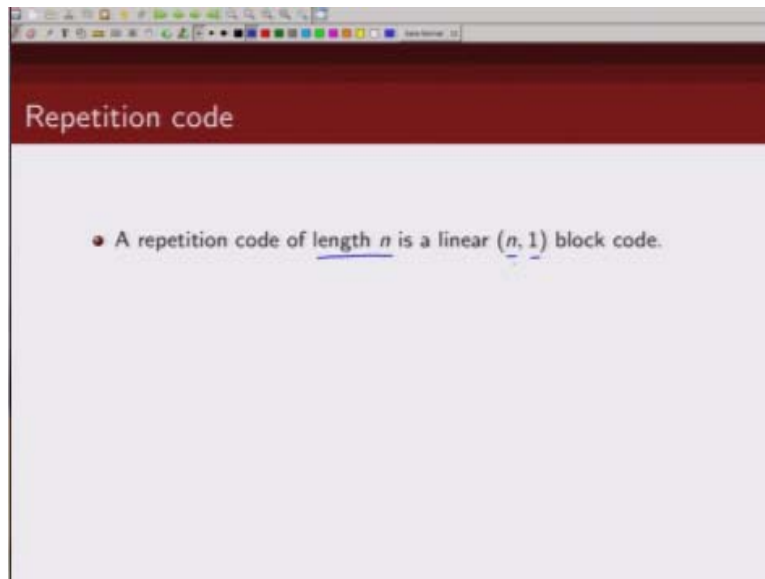 Repetition code
A repetition code of length n is a linear (n, 1) block code.